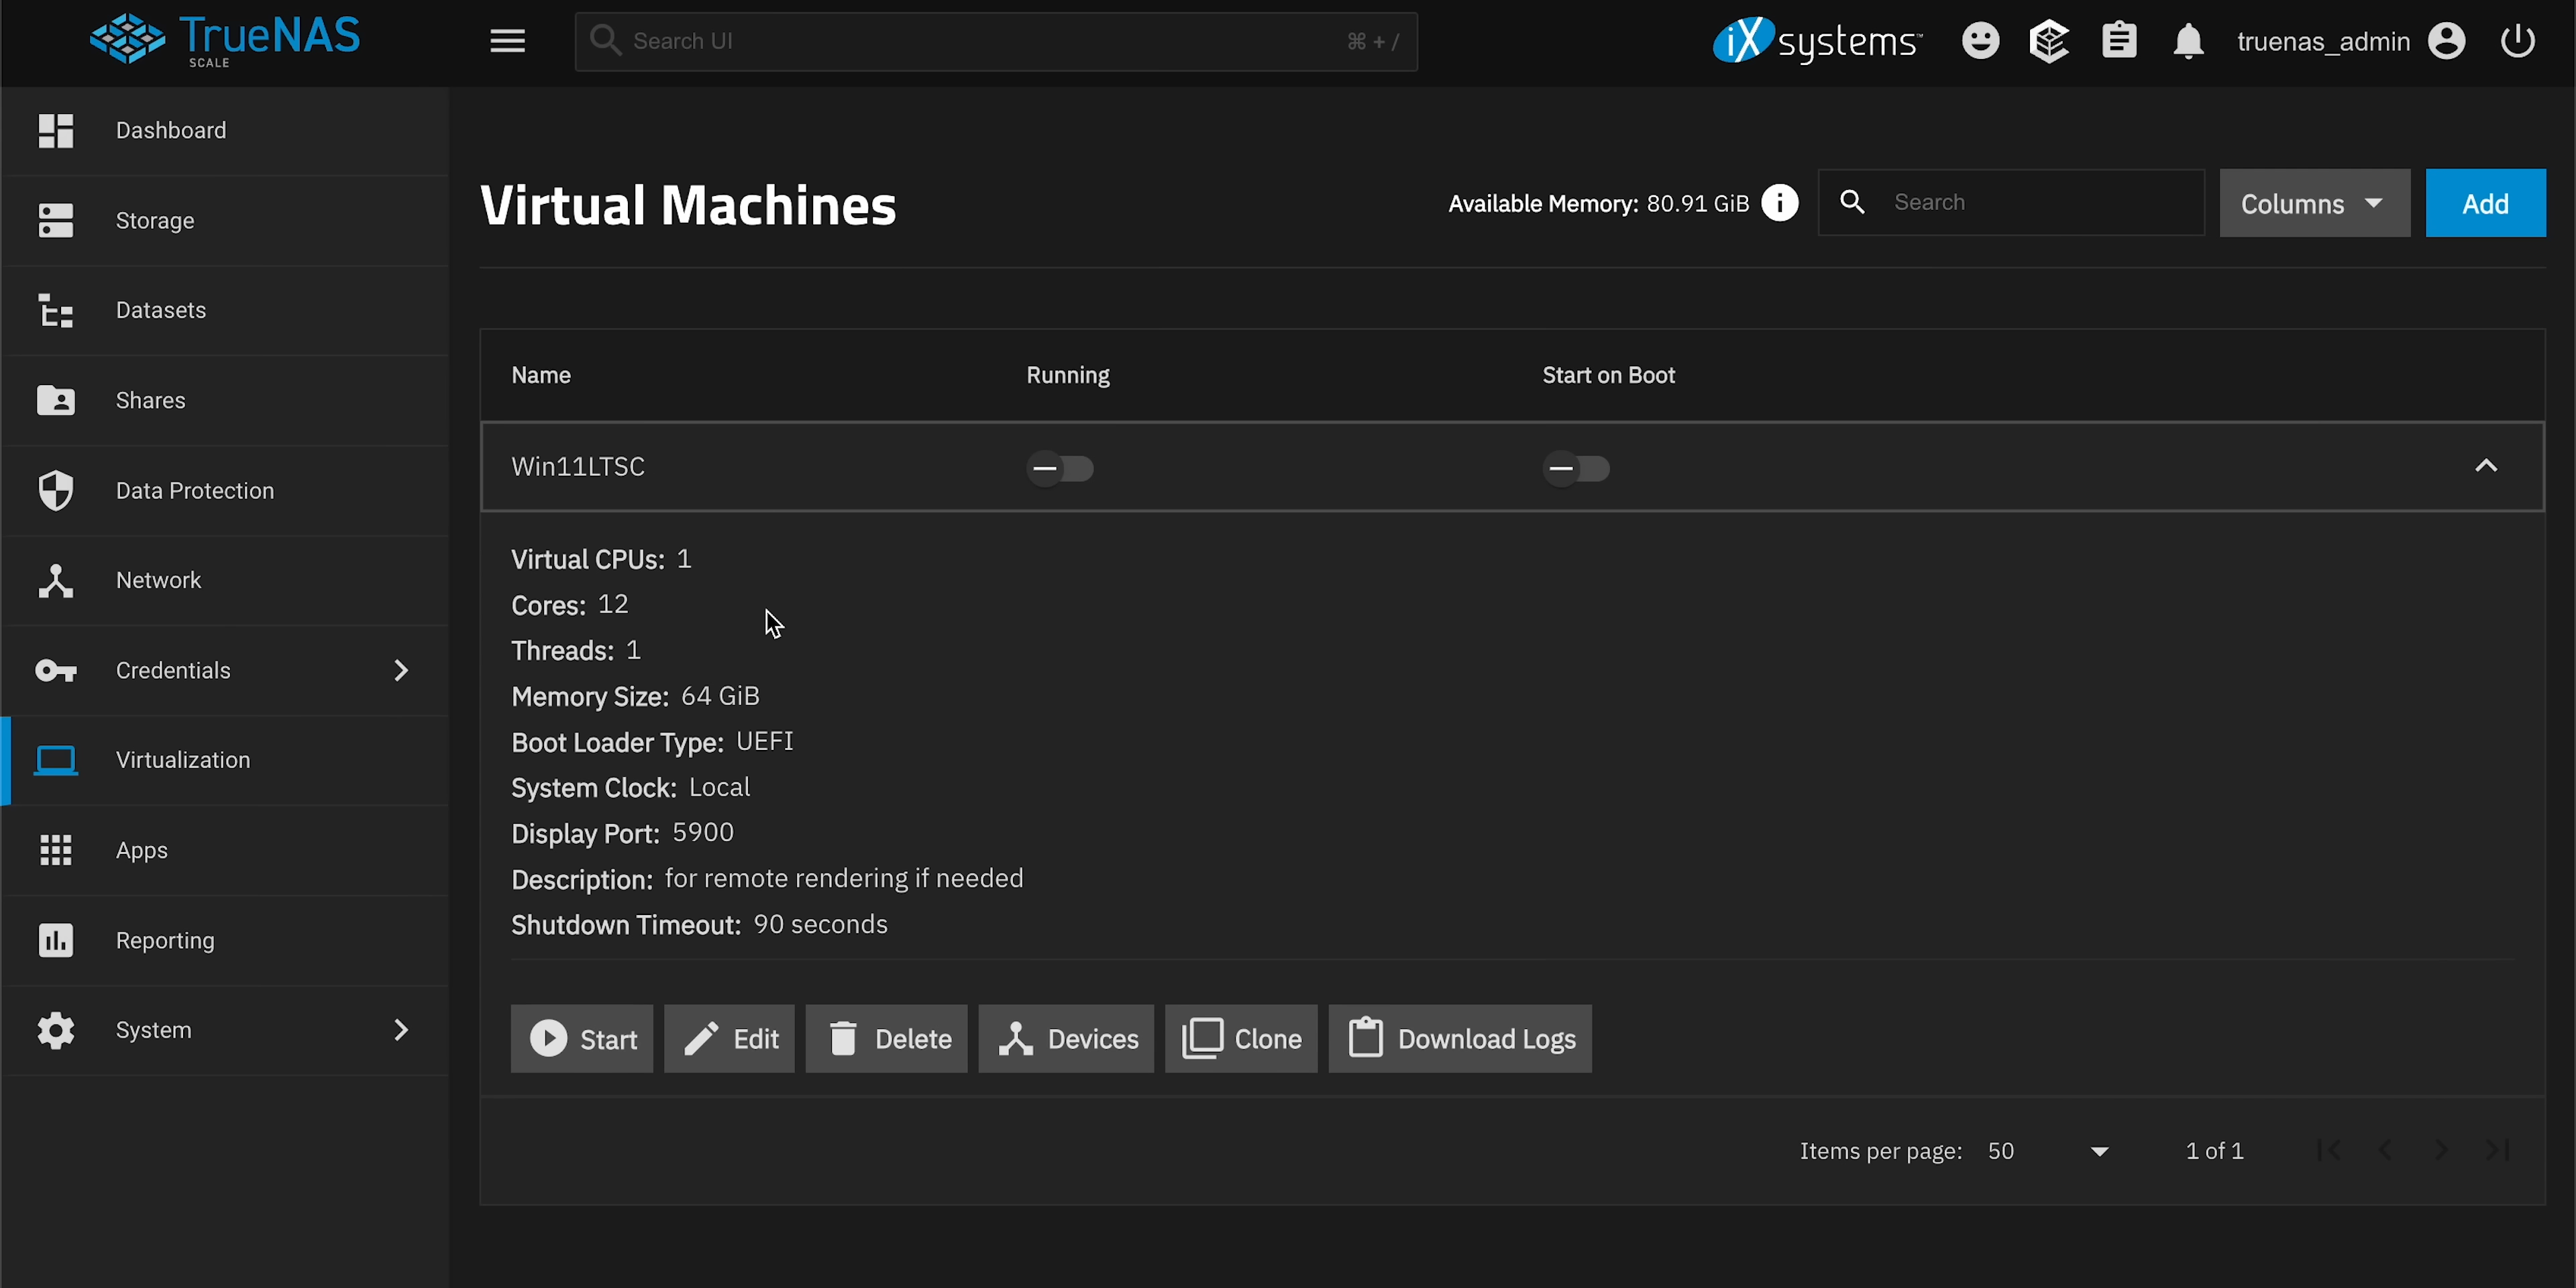 TrueNAS
SCALE
Search UI
⌘ + /
iX systems™
truenas_admin
Dashboard
Storage
Datasets
Shares
Data Protection
Network
Credentials
Virtualization
Apps
Reporting
System
Virtual Machines
Available Memory: 80.91 GiB
Search
Columns
Add
Name Running Start on Boot
Win11LTSC
Virtual CPUs: 1
Cores: 12
Threads: 1
Memory Size: 64 GiB
Boot Loader Type: UEFI
System Clock: Local
Display Port: 5900
Description: for remote rendering if needed
Shutdown Timeout: 90 seconds
Start Edit Delete Devices Clone Download Logs
Items per page: 50 1 of 1